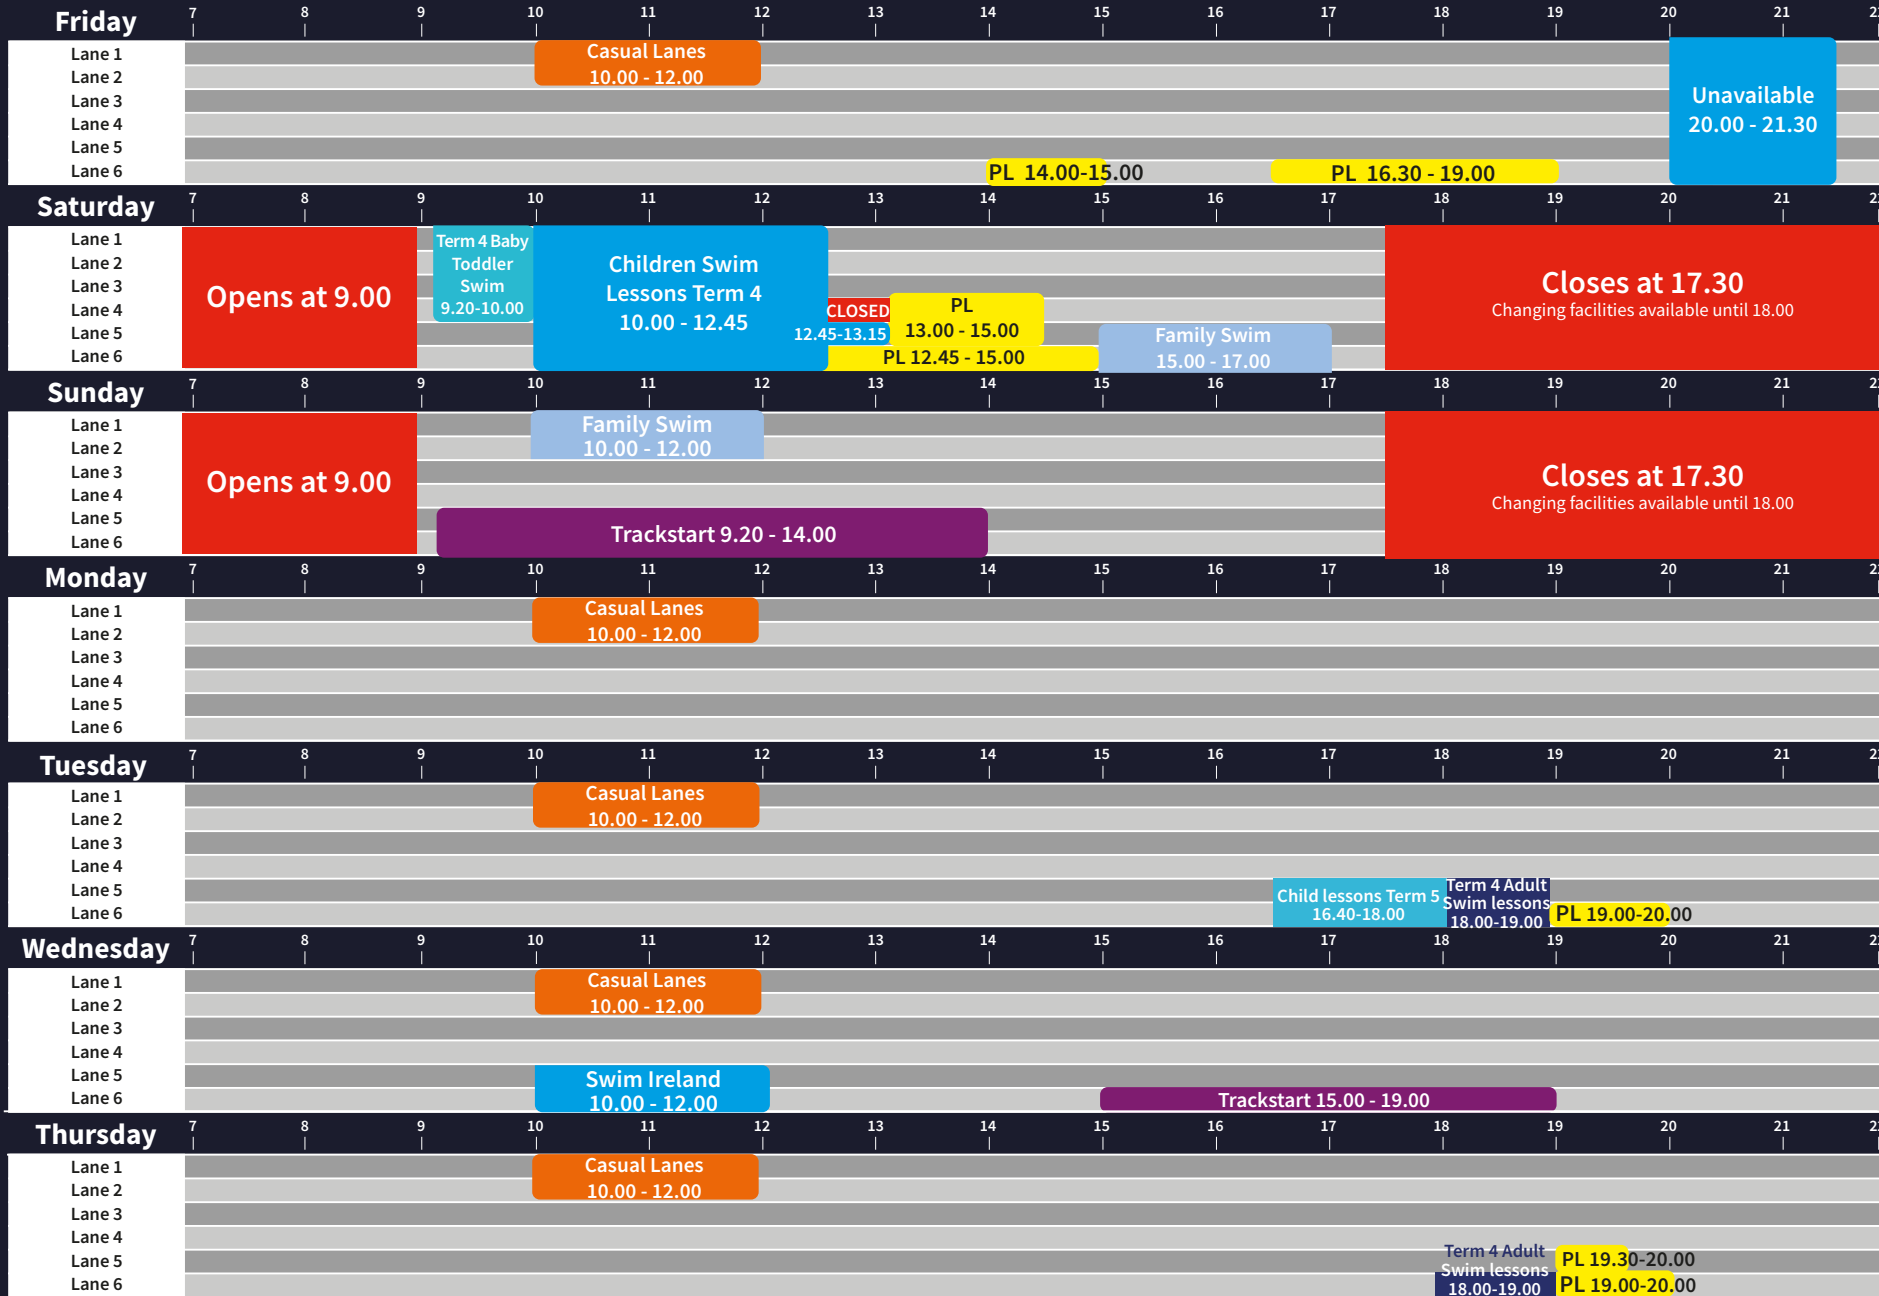 Friday
7 8 9 10 11 12 13 14 15 16 17 18 19 20 21
Lane 1
Lane 2
Lane 3
Lane 4
Lane 5
Lane 6
Casual Lanes
10.00 - 12.00
Unavailable
20.00 - 21.30
PL 14.00-15.00
PL 16.30 - 19.00
Saturday
7 8 9 10 11 12 13 14 15 16 17 18 19 20 21
Lane 1
Lane 2
Lane 3
Lane 4
Lane 5
Lane 6
Opens at 9.00
Term 4 Baby
Toddler
Swim
9.20-10.00
Children Swim
Lessons Term 4
10.00 - 12.45
CLOSED
12.45-13.15
PL
13.00 - 15.00
PL 12.45 - 15.00
Family Swim
15.00 - 17.00
Closes at 17.30
Changing facilities available until 18.00
Sunday
7 8 9 10 11 12 13 14 15 16 17 18 19 20 21
Lane 1
Lane 2
Lane 3
Lane 4
Lane 5
Lane 6
Opens at 9.00
Family Swim
10.00 - 12.00
Trackstart 9.20 - 14.00
Closes at 17.30
Changing facilities available until 18.00
Monday
7 8 9 10 11 12 13 14 15 16 17 18 19 20 21
Lane 1
Lane 2
Lane 3
Lane 4
Lane 5
Lane 6
Casual Lanes
10.00 - 12.00
Tuesday
7 8 9 10 11 12 13 14 15 16 17 18 19 20 21
Lane 1
Lane 2
Lane 3
Lane 4
Lane 5
Lane 6
Casual Lanes
10.00 - 12.00
Child lessons Term 5
16.40-18.00
Term 4 Adult
Swim lessons
18.00-19.00
PL 19.00-20.00
Wednesday
7 8 9 10 11 12 13 14 15 16 17 18 19 20 21
Lane 1
Lane 2
Lane 3
Lane 4
Lane 5
Lane 6
Casual Lanes
10.00 - 12.00
Swim Ireland
10.00 - 12.00
Trackstart 15.00 - 19.00
Thursday
7 8 9 10 11 12 13 14 15 16 17 18 19 20 21
Lane 1
Lane 2
Lane 3
Lane 4
Lane 5
Lane 6
Casual Lanes
10.00 - 12.00
Term 4 Adult
Swim lessons
18.00-19.00
PL 19.30-20.00
PL 19.00-20.00